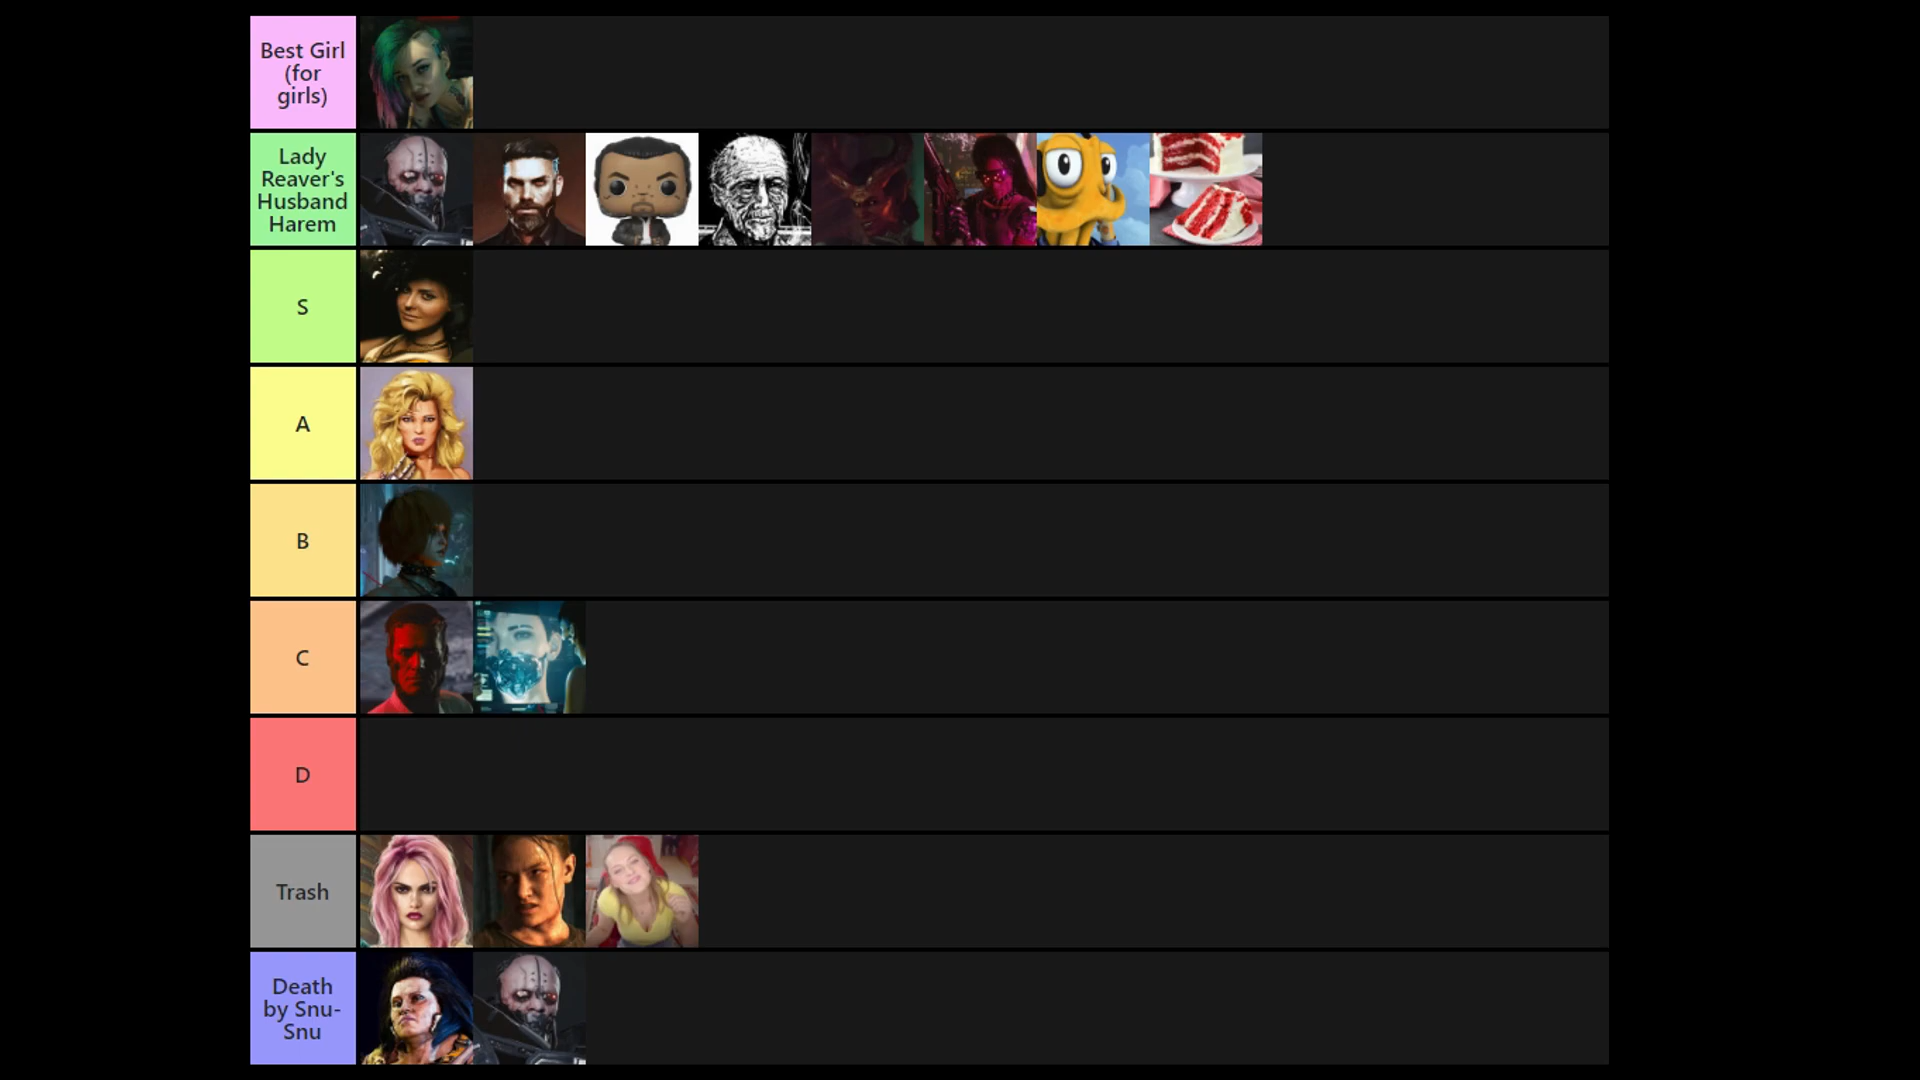 Best Girl
(for
girls)
Lady
Reaver's
Husband
Harem
S
A
B
C
D
Trash
Death
by Snu-
Snu